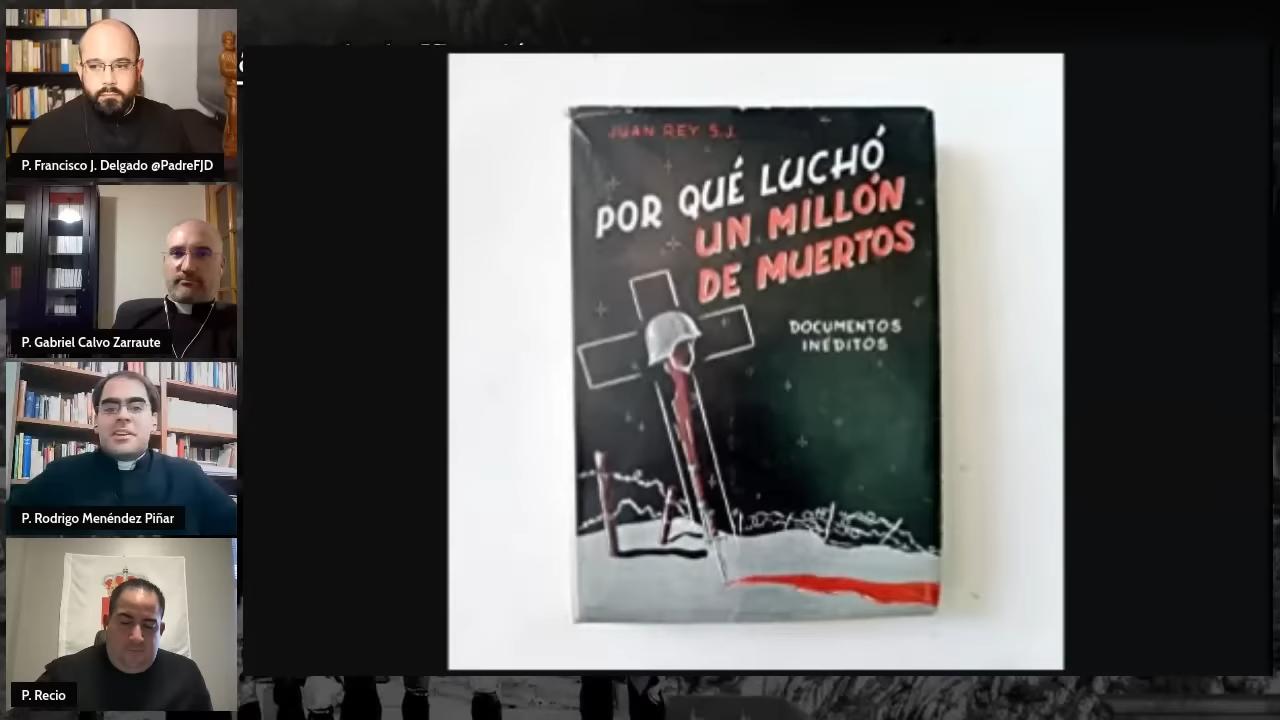 P. Francisco J. Delgado @PadreFJD
P. Gabriel Calvo Zarraute
P. Rodrigo Menéndez Piñar
P. Recio
JUAN REY S.J.
POR QUÉ LUCHÓ
UN MILLÓN
DE MUERTOS
DOCUMENTOS
INÉDITOS